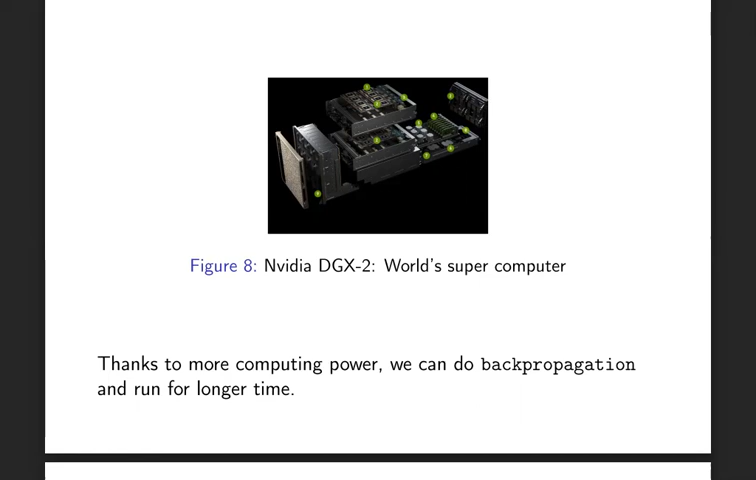 Figure 8: Nvidia DGX-2: World's super computer
Thanks to more computing power, we can do backpropagation
and run for longer time.